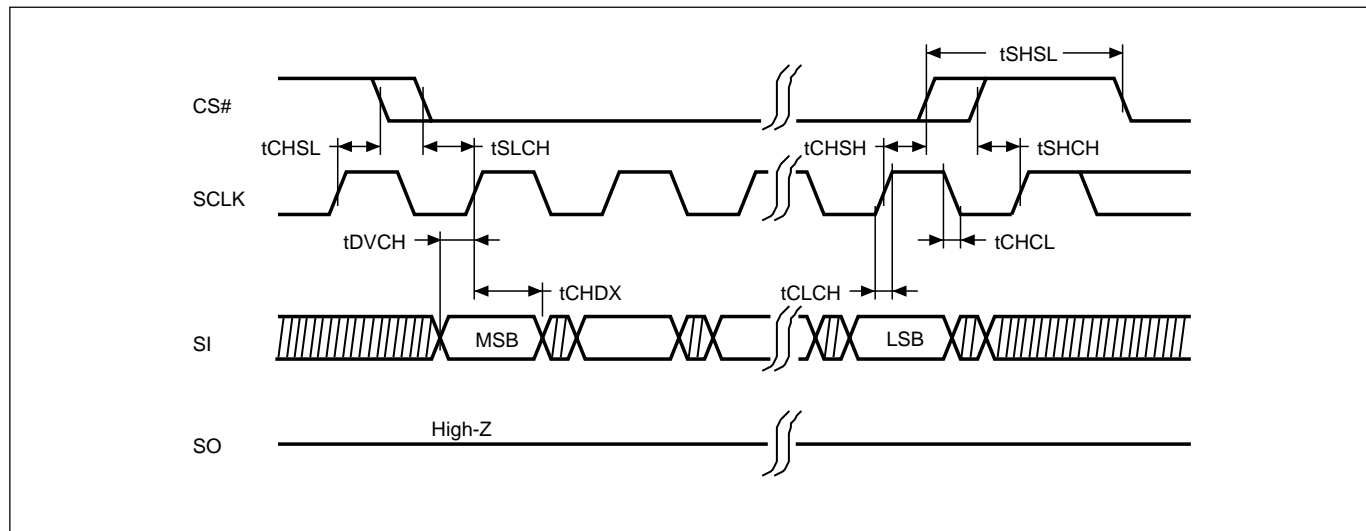 tSHSL
CS#
tCHSL
tSLCH
tCHSH
tSHCH
SCLK
tDVCH
tCHCL
tCHDX
tCLCH
SI
MSB
LSB
High-Z
SO